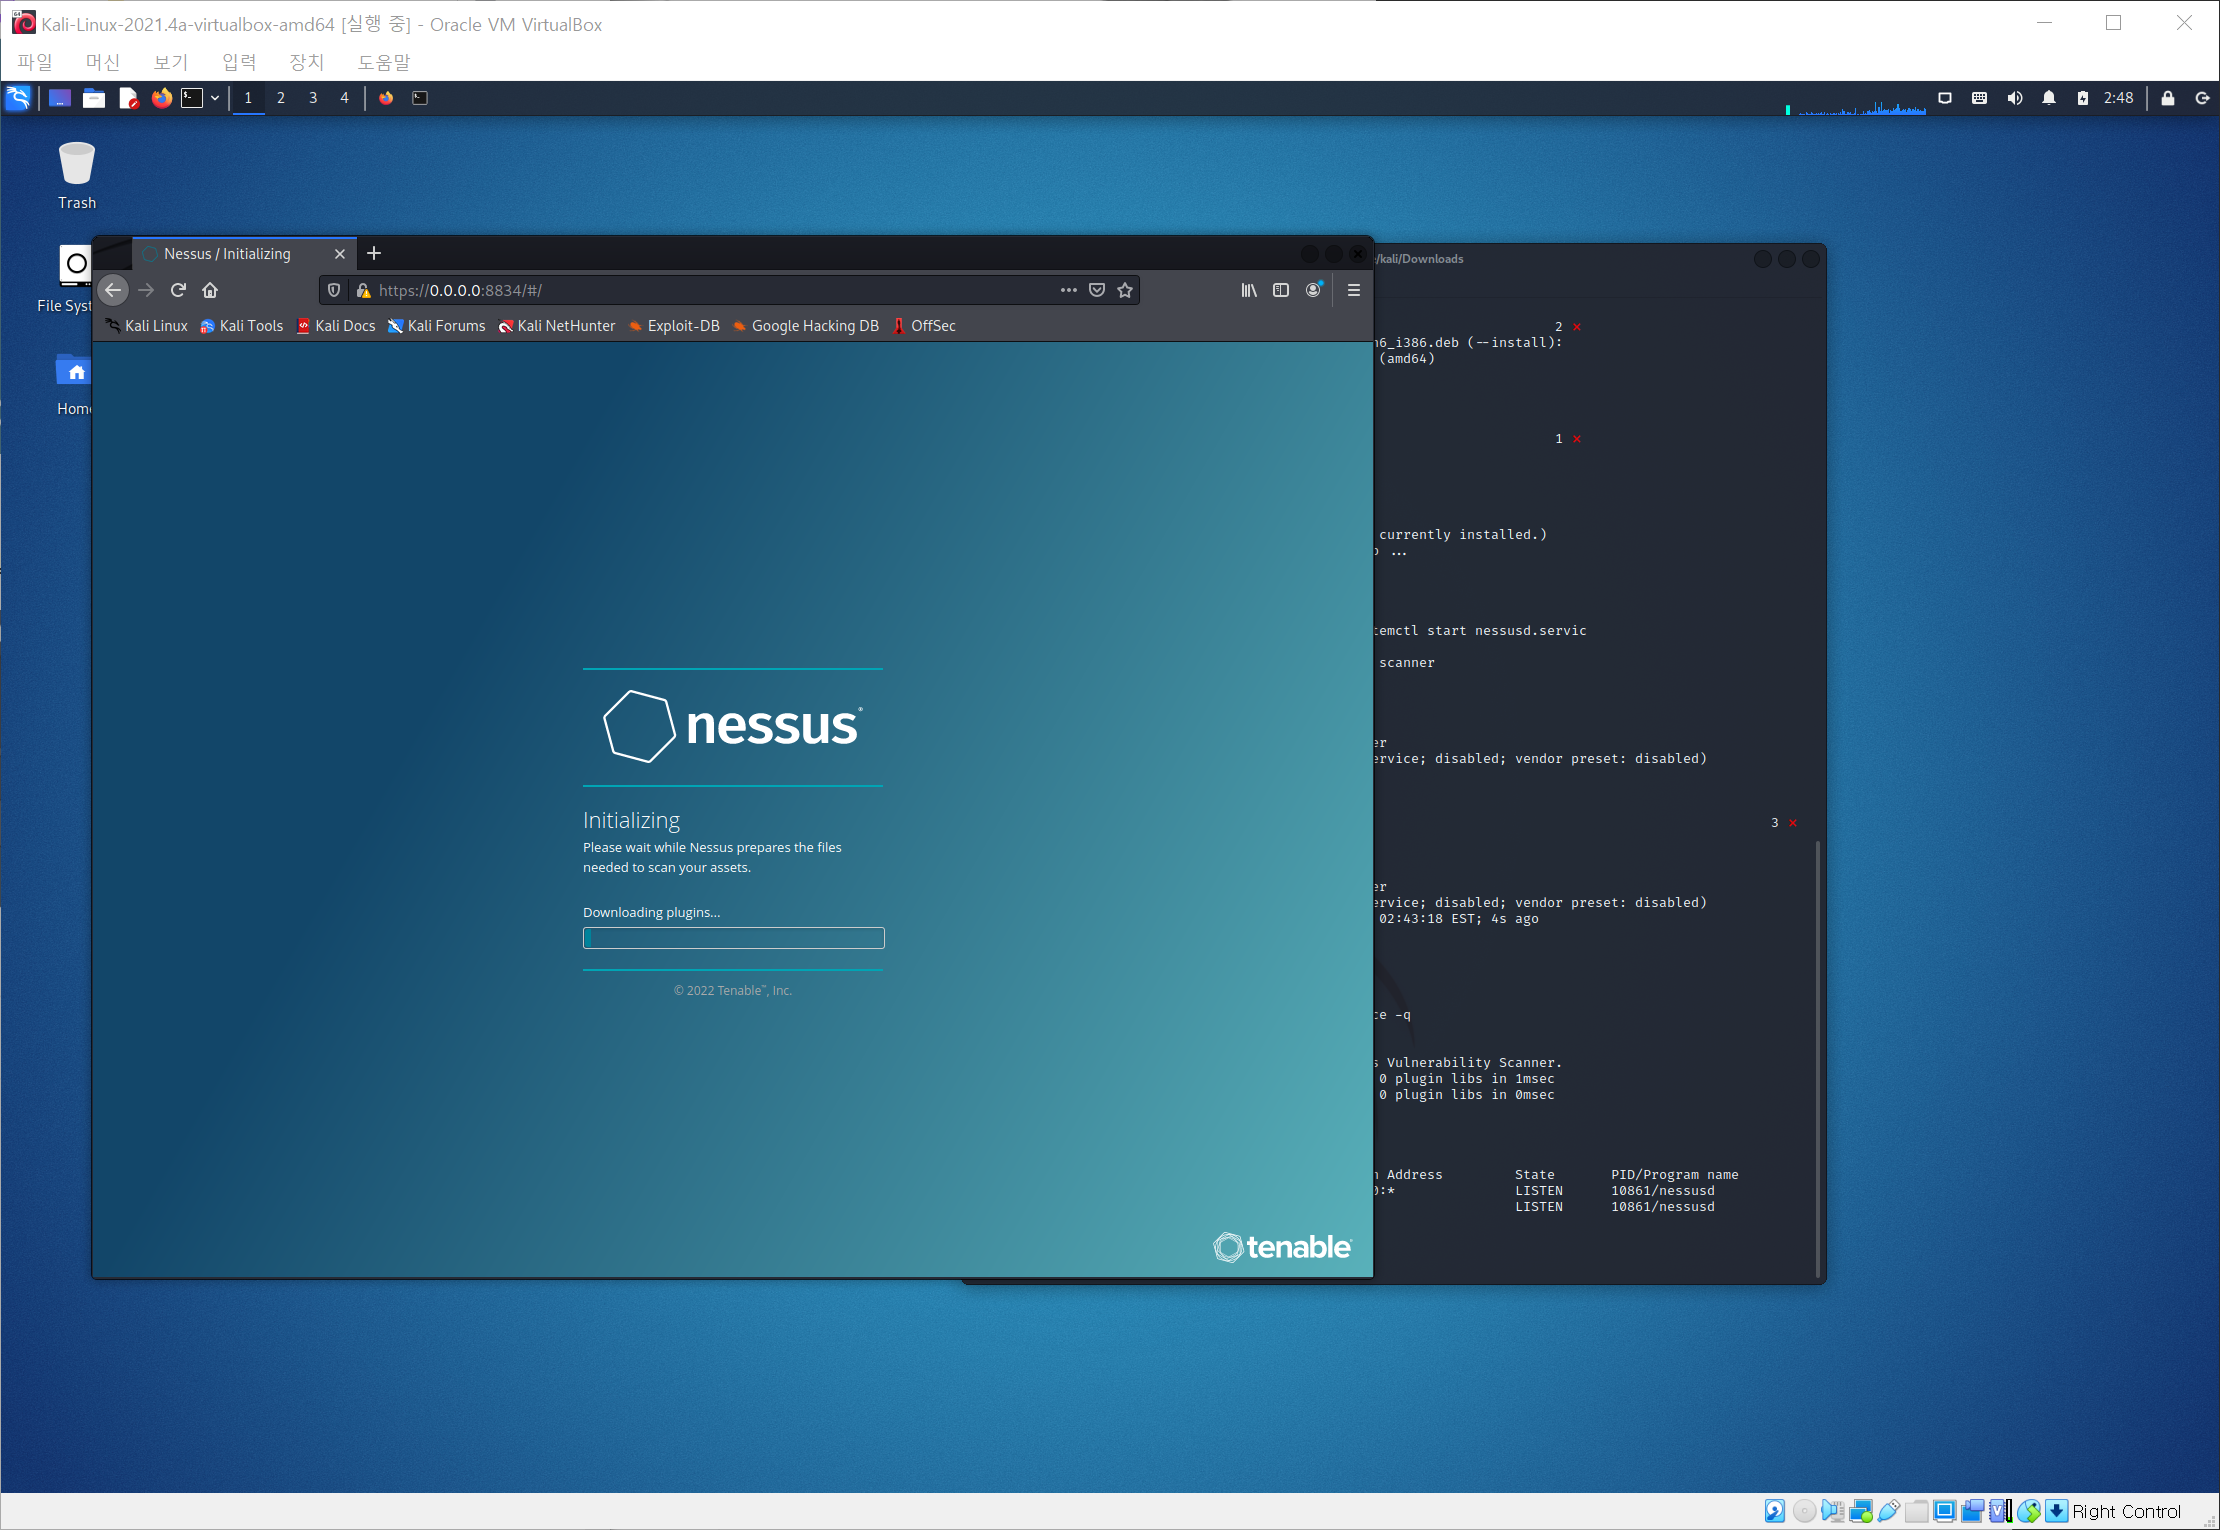 Kali-Linux-2021.4a-virtualbox-amd64 [실행 중] - Oracle VM VirtualBox
파일 머신 보기 입력 장치 도움말
1 2 3 4 2:48
Trash
File Syst
Home
Nessus / Initializing
https://0.0.0.0:8834/#/
Kali Linux Kali Tools Kali Docs Kali Forums Kali NetHunter Exploit-DB Google Hacking DB OffSec
nessus®
Initializing
Please wait while Nessus prepares the files
needed to scan your assets.
Downloading plugins...
© 2022 Tenable™, Inc.
tenable®
/kali/Downloads
2 ×
6_i386.deb (--install):
(amd64)
1 ×
currently installed.)
...
emctl start nessusd.servic
scanner
er
ervice; disabled; vendor preset: disabled)
3 ×
er
ervice; disabled; vendor preset: disabled)
02:43:18 EST; 4s ago
ce -q
s Vulnerability Scanner.
0 plugin libs in 1msec
0 plugin libs in 0msec
n Address State PID/Program name
0:* LISTEN 10861/nessusd
LISTEN 10861/nessusd
Right Control